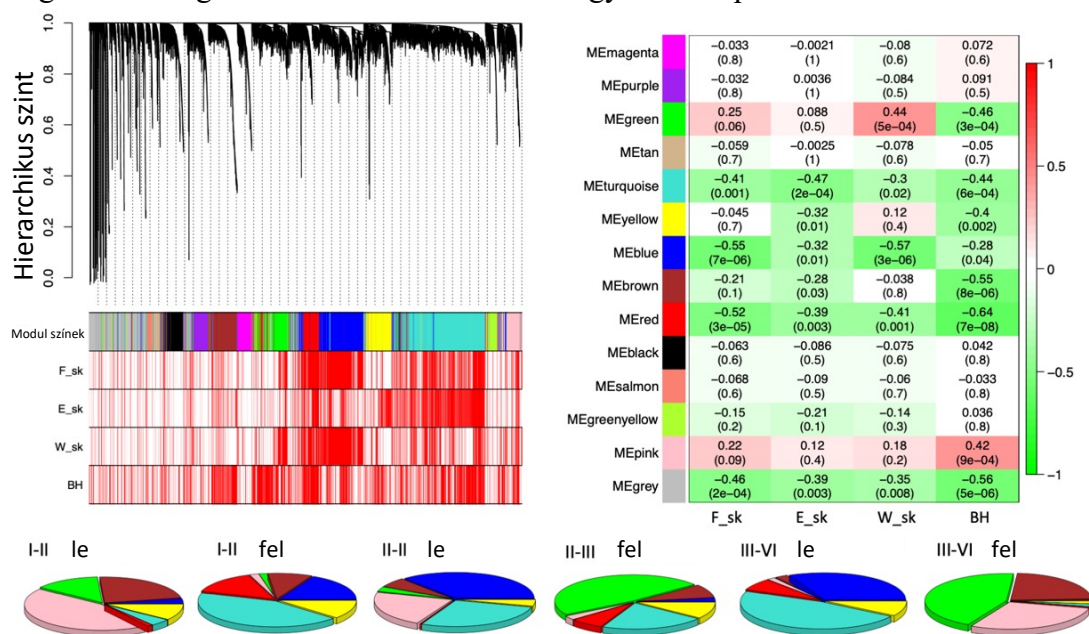 Hierarchikus szint
1.0
0.8
0.6
0.4
0.2
0.0
Modul színek
F_sk
E_sk
W_sk
BH
MEmagenta −0.033 −0.0021 −0.08 0.072
(0.8) (1) (0.6) (0.6)
MEpurple −0.032 0.0036 −0.084 0.091
(0.8) (1) (0.5) (0.5)
MEgreen 0.25 0.088 0.44 −0.46
(0.06) (0.5) (5e−04) (3e−04)
MEtan −0.059 −0.0025 −0.078 −0.05
(0.7) (1) (0.6) (0.7)
MEturquoise −0.41 −0.47 −0.3 −0.44
(0.001) (2e−04) (0.02) (6e−04)
MEyellow −0.045 −0.32 0.12 −0.4
(0.7) (0.01) (0.4) (0.002)
MEblue −0.55 −0.32 −0.57 −0.28
(7e−06) (0.01) (3e−06) (0.04)
MEbrown −0.21 −0.28 −0.038 −0.55
(0.1) (0.03) (0.8) (8e−06)
MEred −0.52 −0.39 −0.41 −0.64
(3e−05) (0.003) (0.001) (7e−08)
MEblack −0.063 −0.086 −0.075 0.042
(0.6) (0.5) (0.6) (0.8)
MEsalmon −0.068 −0.09 −0.06 −0.033
(0.6) (0.5) (0.7) (0.8)
MEgreenyellow −0.15 −0.21 −0.14 0.036
(0.2) (0.1) (0.3) (0.8)
MEpink 0.22 0.12 0.18 0.42
(0.09) (0.4) (0.2) (9e−04)
MEgrey −0.46 −0.39 −0.35 −0.56
(2e−04) (0.003) (0.008) (5e−06)
F_sk E_sk W_sk BH
1
0.5
0
−0.5
−1
I-II le
I-II fel
II-II le
II-III fel
III-VI le
III-VI fel